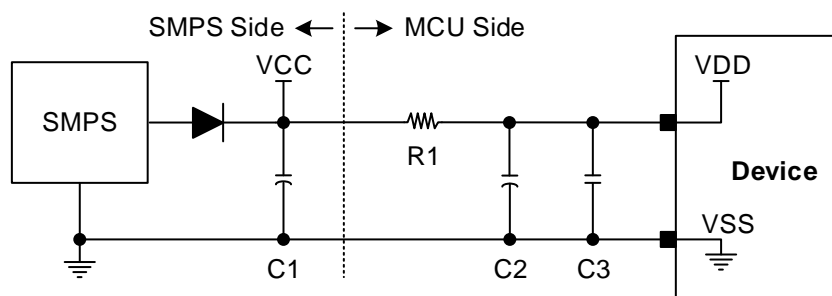 SMPS Side MCU Side
VCC
VDD
SMPS
R1
Device
VSS
C1
C2
C3